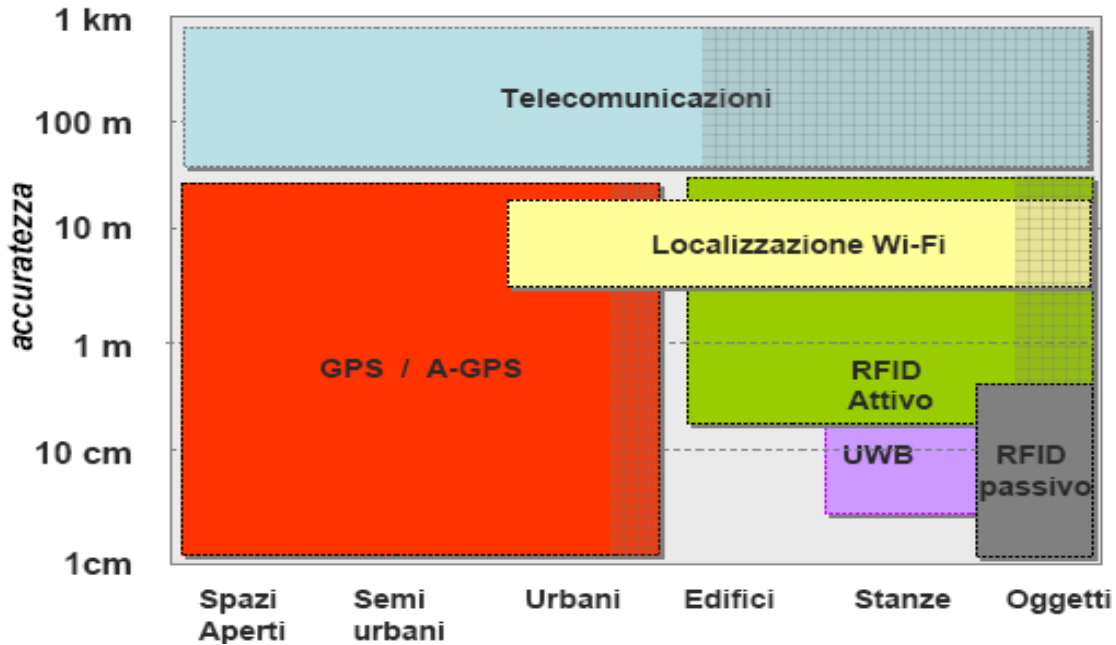 1 km
Telecomunicazioni
100 m
accuratezza
10 m
Localizzazione Wi-Fi
1 m
GPS / A-GPS
RFID
Attivo
10 cm
UWB
RFID
passivo
1cm
Spazi
Aperti
Semi
urbani
Urbani
Edifici
Stanze
Oggetti